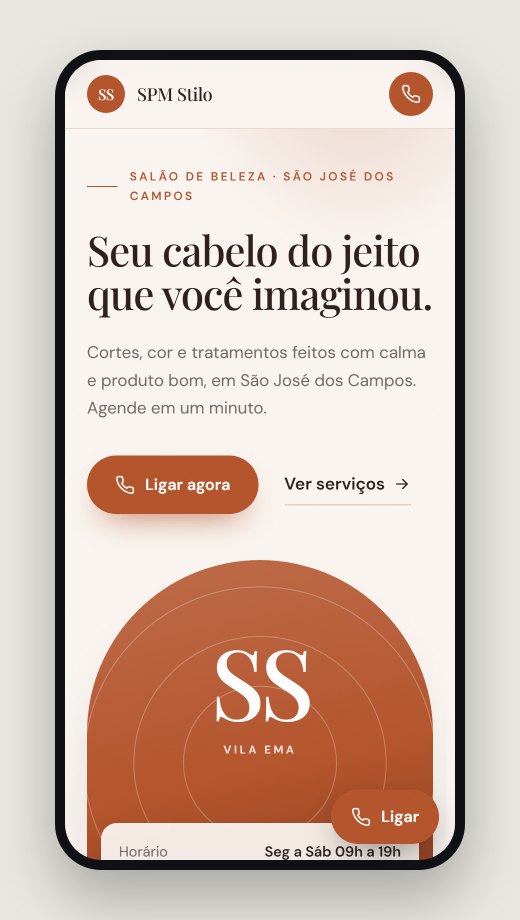 SS
SPM Stilo
SALÃO DE BELEZA · SÃO JOSÉ DOS
CAMPOS
Seu cabelo do jeito
que você imaginou.
Cortes, cor e tratamentos feitos com calma
e produto bom, em São José dos Campos.
Agende em um minuto.
Ligar agora
Ver serviços →
SS
VILA EMA
Ligar
Horário
Seg a Sáb 09h a 19h